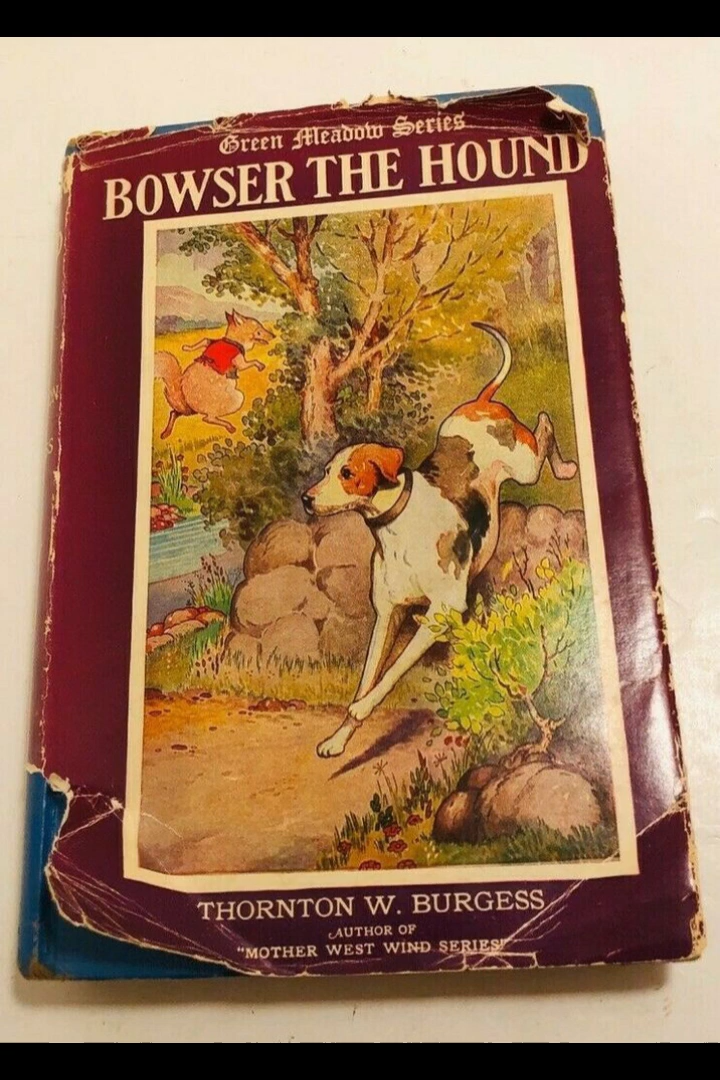 Green Meadow Series
BOWSER THE HOUND
THORNTON W. BURGESS
AUTHOR OF
"MOTHER WEST WIND SERIES"